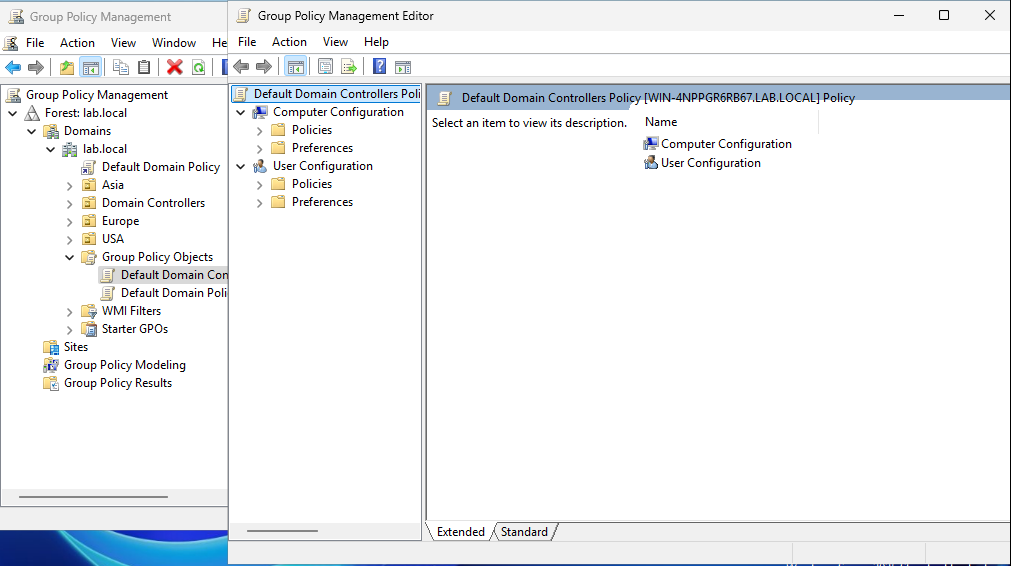 Group Policy Management
File Action View Window He
Group Policy Management
Forest: lab.local
Domains
lab.local
Default Domain Policy
Asia
Domain Controllers
Europe
USA
Group Policy Objects
Default Domain Con
Default Domain Poli
WMI Filters
Starter GPOs
Sites
Group Policy Modeling
Group Policy Results
Group Policy Management Editor
File Action View Help
Default Domain Controllers Poli
Computer Configuration
Policies
Preferences
User Configuration
Policies
Preferences
Default Domain Controllers Policy [WIN-4NPPGR6RB67.LAB.LOCAL] Policy
Select an item to view its description.
Name
Computer Configuration
User Configuration
Extended Standard